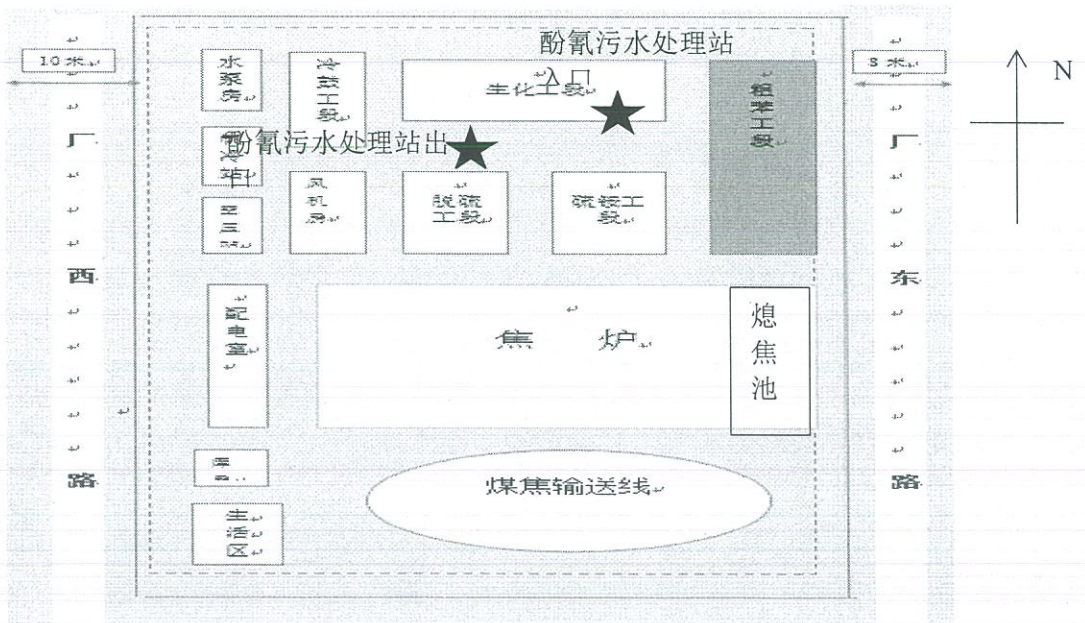 酚氰污水处理站
入口
10米
8米
N
水泵房
冷鼓工段
生化工段
粗苯工段
酚氰污水处理站出
口
风机房
脱硫
工段
硫铵工
段
厂西路
厂东路
配电室
焦 炉
熄焦池
煤焦输送线
生活区